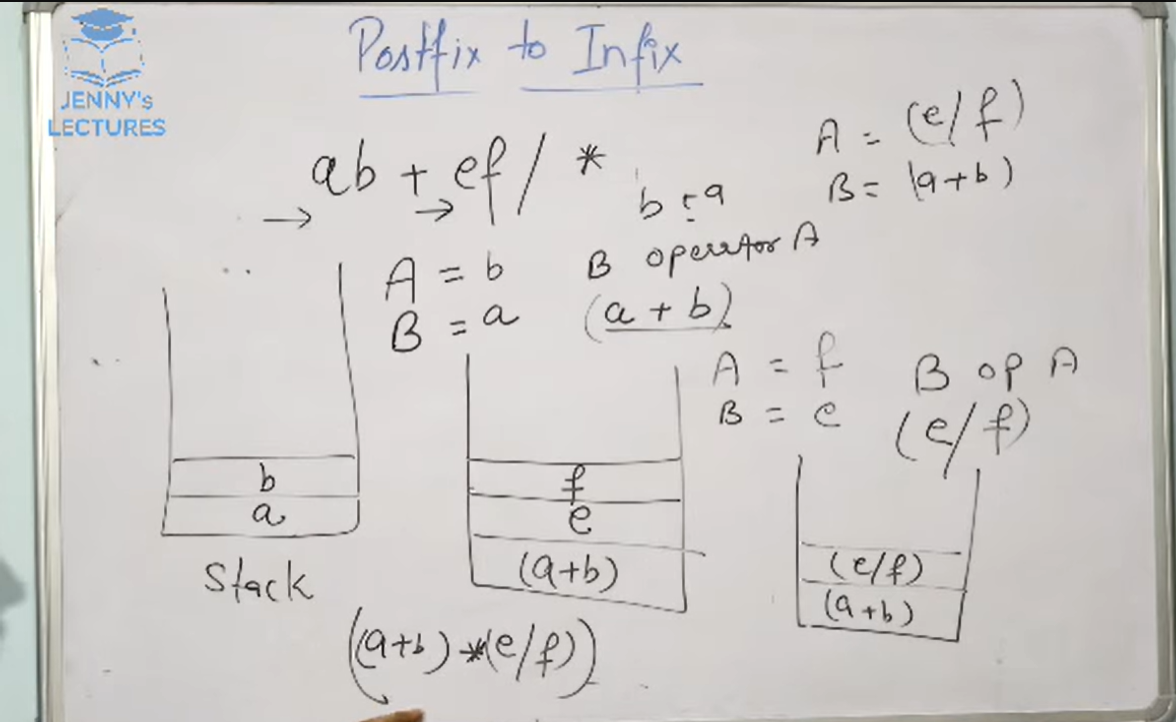 JENNY's
LECTURES
Postfix to Infix
ab + ef / *
A = (e/f)
B = (a+b)
b : a
A = b
B = a
B operator A
(a + b)
A = f
B = e
B op A
(e/f)
b
a
Stack
f
e
(a+b)
(e/f)
(a+b)
((a+b) * (e/f))